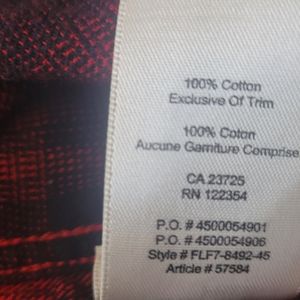 100% Cotton
Exclusive Of Trim
100% Coton
Aucune Garniture Comprise
CA 23725
RN 122354
P.O. # 4500054901
P.O. # 4500054906
Style # FLF7-8492-45
Article # 57584